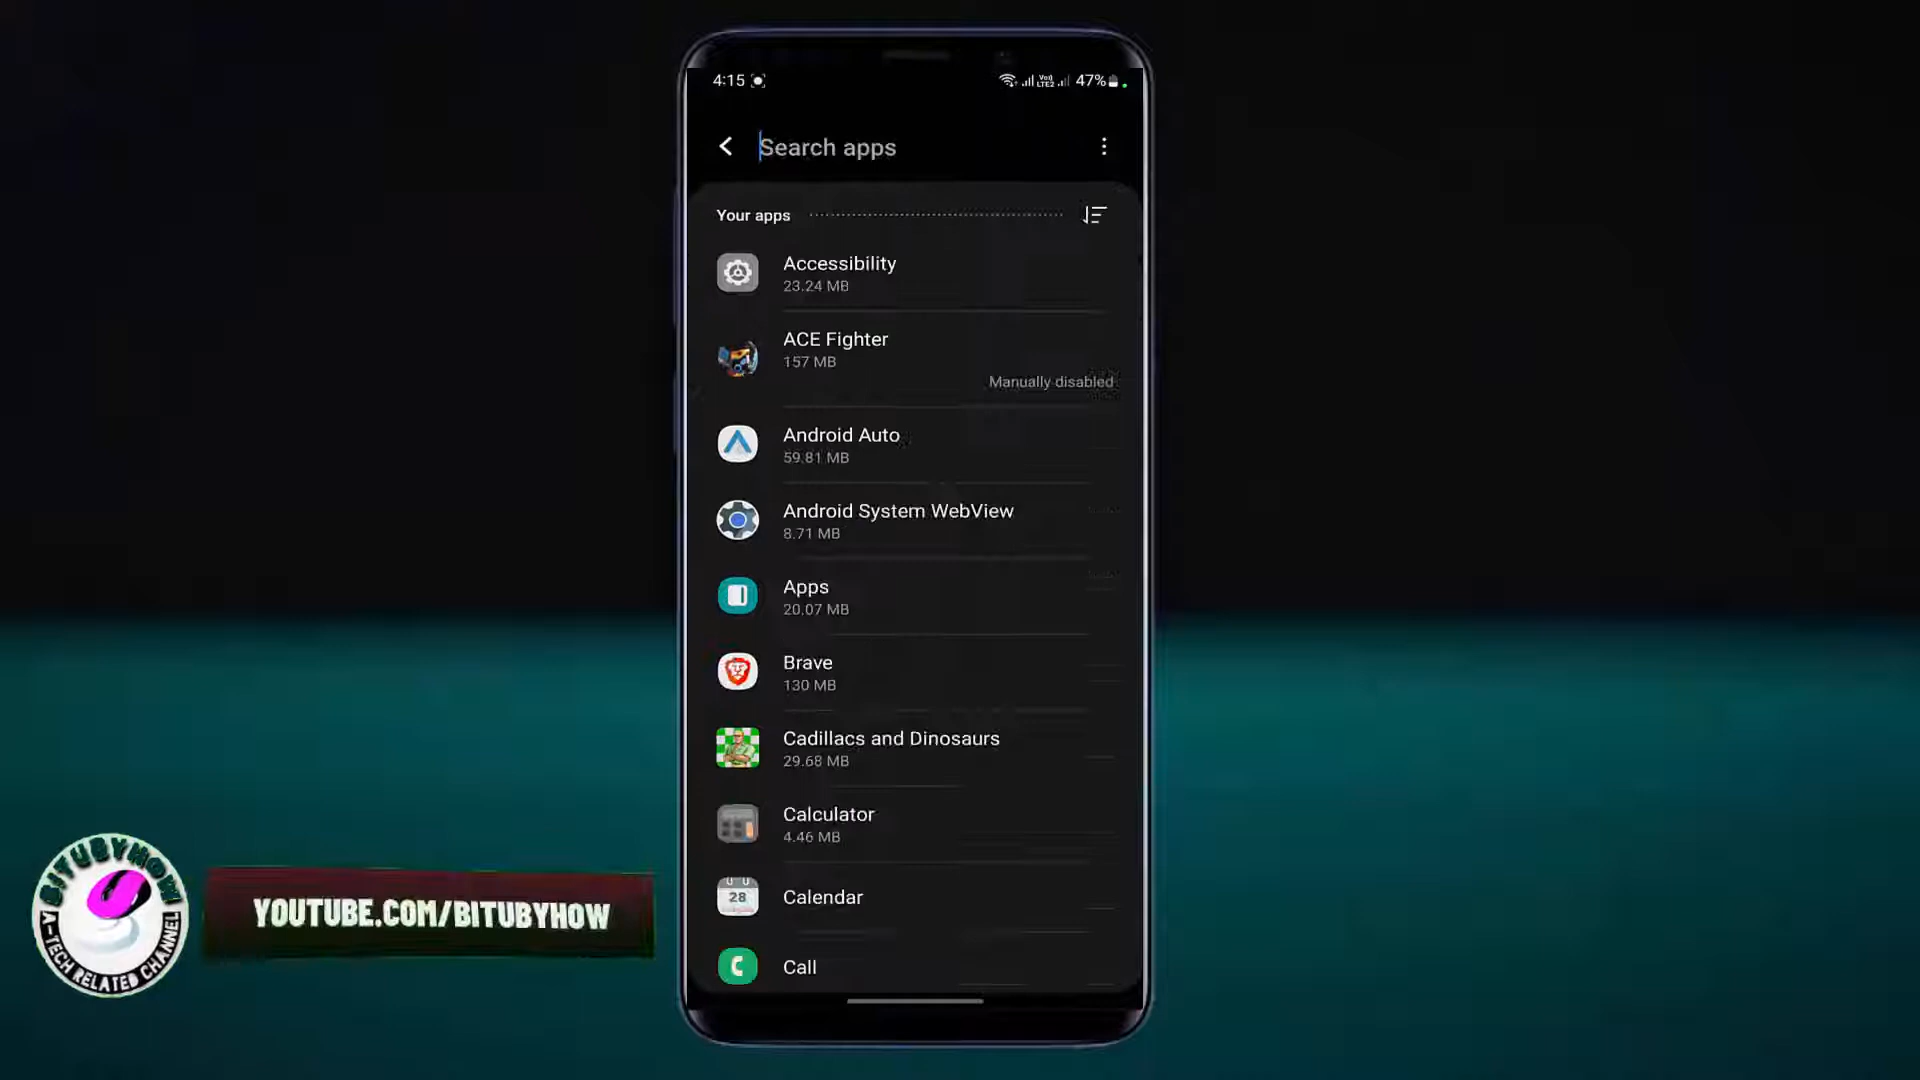 4:15
Vo)) LTE2 47%
Search apps
Your apps
Accessibility
23.24 MB
ACE Fighter
157 MB
Manually disabled
Android Auto
59.81 MB
Android System WebView
8.71 MB
Apps
20.07 MB
Brave
130 MB
Cadillacs and Dinosaurs
29.68 MB
Calculator
4.46 MB
28
Calendar
Call
BITUBYHOW
A-TECH RELATED CHANNEL
YOUTUBE.COM/BITUBYHOW